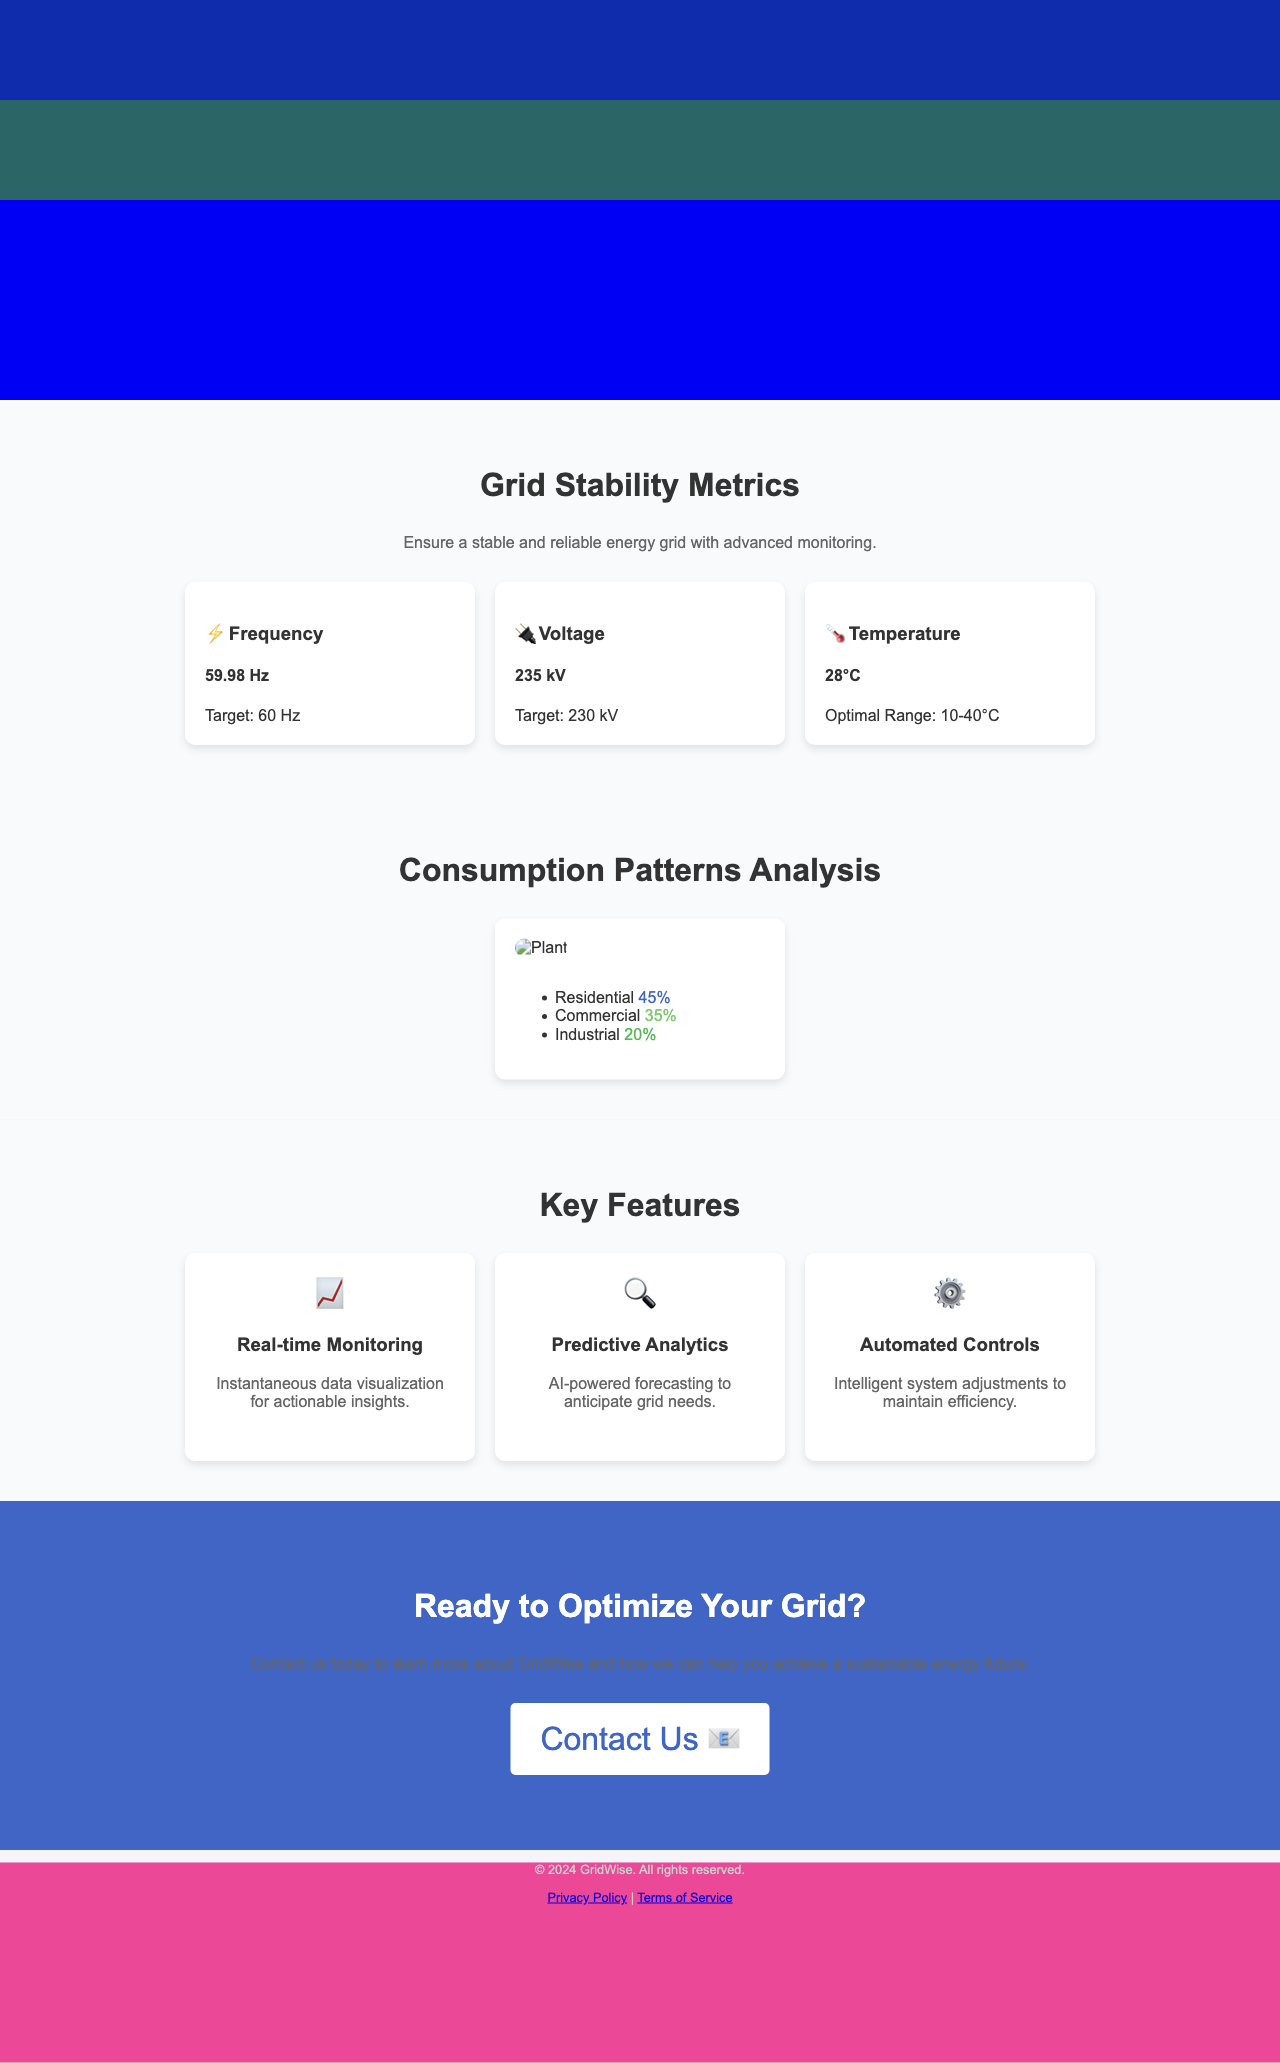 Grid Stability Metrics
Ensure a stable and reliable energy grid with advanced monitoring.
⚡Frequency
59.98 Hz
Target: 60 Hz
🔌Voltage
235 kV
Target: 230 kV
🌡️Temperature
28°C
Optimal Range: 10-40°C
Consumption Patterns Analysis
Plant
• Residential 45%
• Commercial 35%
• Industrial 20%
Key Features
Real-time Monitoring
Instantaneous data visualization
for actionable insights.
Predictive Analytics
AI-powered forecasting to
anticipate grid needs.
Automated Controls
Intelligent system adjustments to
maintain efficiency.
Ready to Optimize Your Grid?
Contact us today to learn more about GridWise and how we can help you achieve a sustainable energy future.
Contact Us 📧
© 2024 GridWise. All rights reserved.
Privacy Policy | Terms of Service